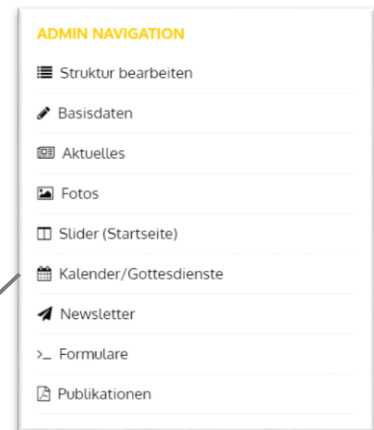 ADMIN NAVIGATION
Struktur bearbeiten
Basisdaten
Aktuelles
Fotos
Slider (Startseite)
Kalender/Gottesdienste
Newsletter
Formulare
Publikationen